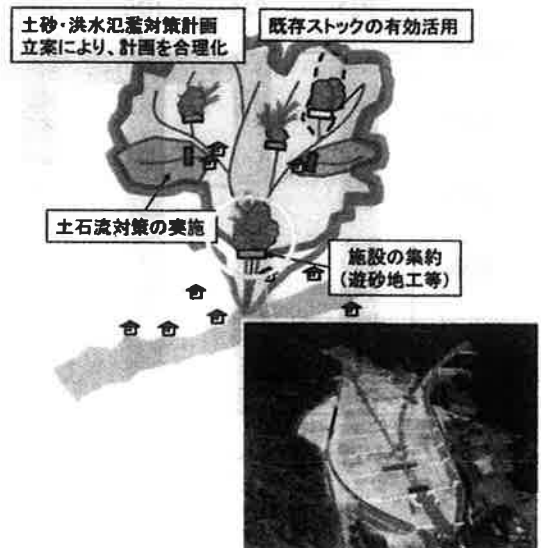 土砂・洪水氾濫対策計画
立案により、計画を合理化
既存ストックの有効活用
土石流対策の実施
施設の集約
(遊砂地工等)